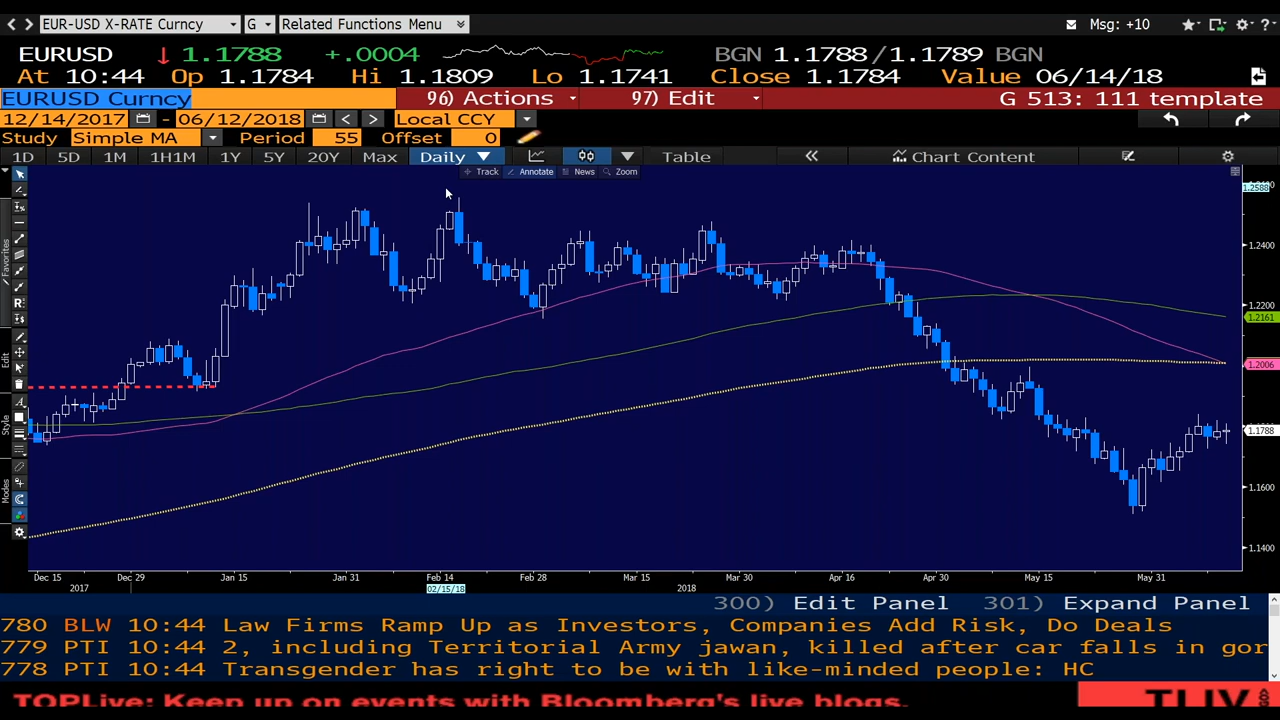 EUR-USD X-RATE Curncy G Related Functions Menu Msg: +10
EURUSD 1.1788 +.0004 BGN 1.1788/1.1789 BGN
At 10:44 Op 1.1784 Hi 1.1809 Lo 1.1741 Close 1.1784 Value 06/14/18
EURUSD Curncy 96) Actions 97) Edit G 513: 111 template
12/14/2017 - 06/12/2018 Local CCY
Study Simple MA Period 55 Offset 0
1D 5D 1M 1H1M 1Y 5Y 20Y Max Daily Table Chart Content
Track Annotate News Zoom
1.2588
1.2400
1.2200
1.2161
1.2006
1.1788
1.1600
1.1400
Favorites
Edit
Style
Modes
Dec 15 Dec 29 Jan 15 Jan 31 Feb 14 Feb 28 Mar 15 Mar 30 Apr 16 Apr 30 May 15 May 31
2017 02/15/18 2018
300) Edit Panel 301) Expand Panel
780 BLW 10:44 Law Firms Ramp Up as Investors, Companies Add Risk, Do Deals
779 PTI 10:44 2, including Territorial Army jawan, killed after car falls in gor
778 PTI 10:44 Transgender has right to be with like-minded people: HC
TOPLive: Keep up on events with Bloomberg's live blogs.